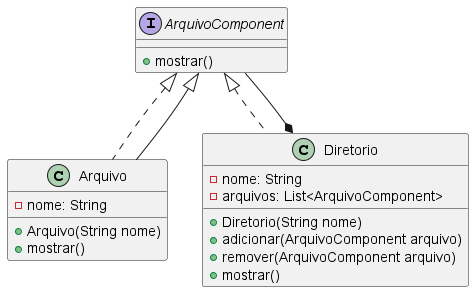 I ArquivoComponent
mostrar()
C Arquivo
nome: String
Arquivo(String nome)
mostrar()
C Diretorio
nome: String
arquivos: List<ArquivoComponent>
Diretorio(String nome)
adicionar(ArquivoComponent arquivo)
remover(ArquivoComponent arquivo)
mostrar()